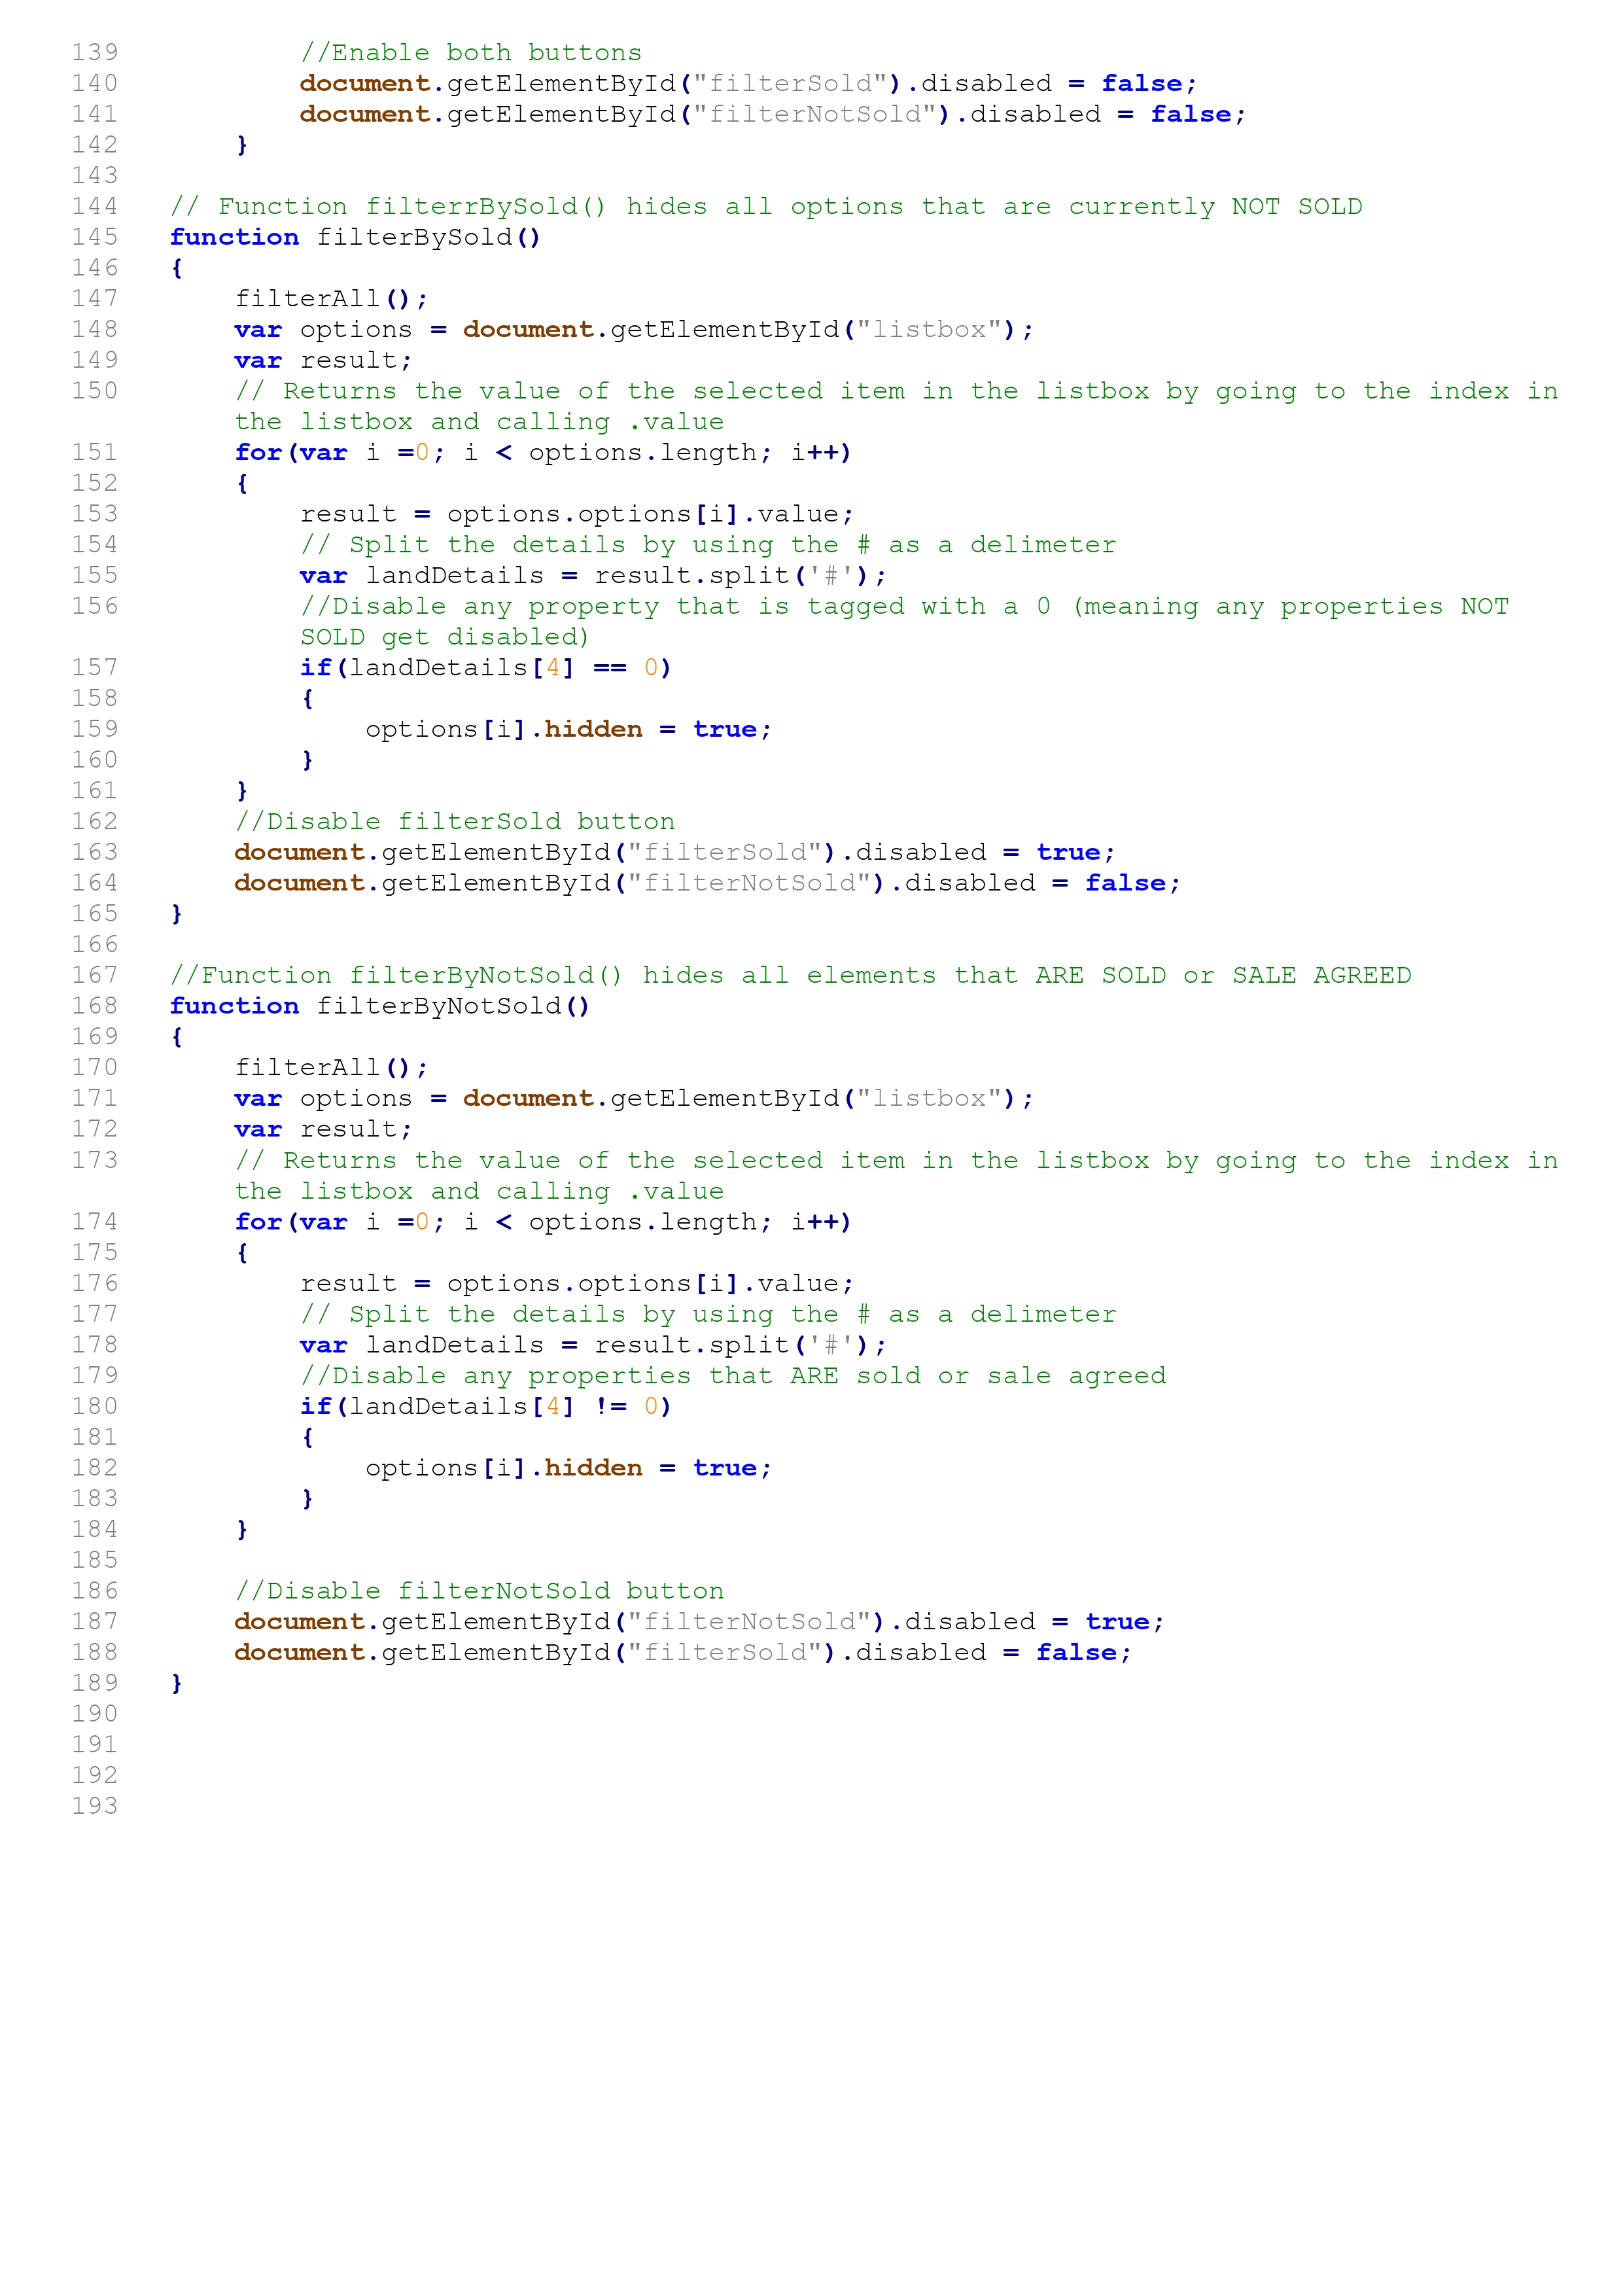 139 //Enable both buttons
140 document.getElementById("filterSold").disabled = false;
141 document.getElementById("filterNotSold").disabled = false;
142 }
143
144 // Function filterrBySold() hides all options that are currently NOT SOLD
145 function filterBySold()
146 {
147 filterAll();
148 var options = document.getElementById("listbox");
149 var result;
150 // Returns the value of the selected item in the listbox by going to the index in
the listbox and calling .value
151 for(var i =0; i < options.length; i++)
152 {
153 result = options.options[i].value;
154 // Split the details by using the # as a delimeter
155 var landDetails = result.split('#');
156 //Disable any property that is tagged with a 0 (meaning any properties NOT
SOLD get disabled)
157 if(landDetails[4] == 0)
158 {
159 options[i].hidden = true;
160 }
161 }
162 //Disable filterSold button
163 document.getElementById("filterSold").disabled = true;
164 document.getElementById("filterNotSold").disabled = false;
165 }
166
167 //Function filterByNotSold() hides all elements that ARE SOLD or SALE AGREED
168 function filterByNotSold()
169 {
170 filterAll();
171 var options = document.getElementById("listbox");
172 var result;
173 // Returns the value of the selected item in the listbox by going to the index in
the listbox and calling .value
174 for(var i =0; i < options.length; i++)
175 {
176 result = options.options[i].value;
177 // Split the details by using the # as a delimeter
178 var landDetails = result.split('#');
179 //Disable any properties that ARE sold or sale agreed
180 if(landDetails[4] != 0)
181 {
182 options[i].hidden = true;
183 }
184 }
185
186 //Disable filterNotSold button
187 document.getElementById("filterNotSold").disabled = true;
188 document.getElementById("filterSold").disabled = false;
189 }
190
191
192
193